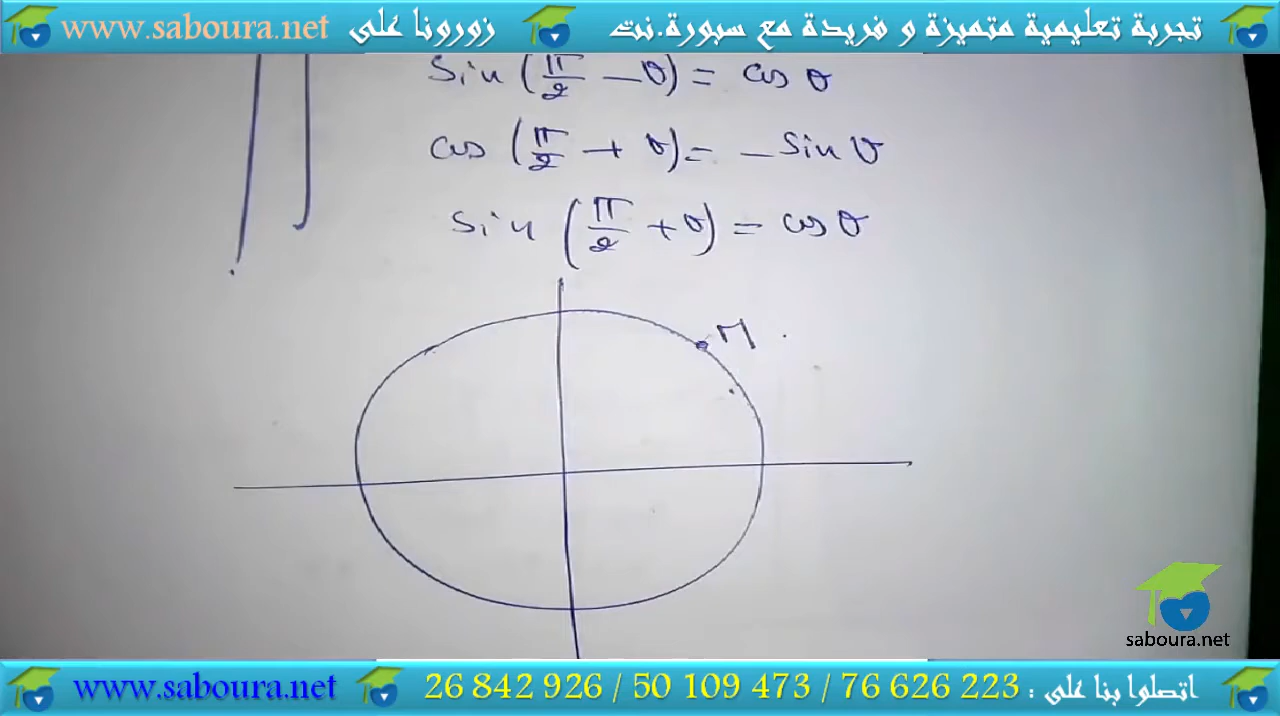 تجربة تعليمية متميزة و فريدة مع سبورة.نت زورونا على www.saboura.net
Sin (π/2 - θ) = cos θ
cos (π/2 + θ) = - Sin θ
Sin (π/2 + θ) = cos θ
M
saboura.net
اتصلوا بنا على : 26 842 926 / 50 109 473 / 76 626 223 www.saboura.net